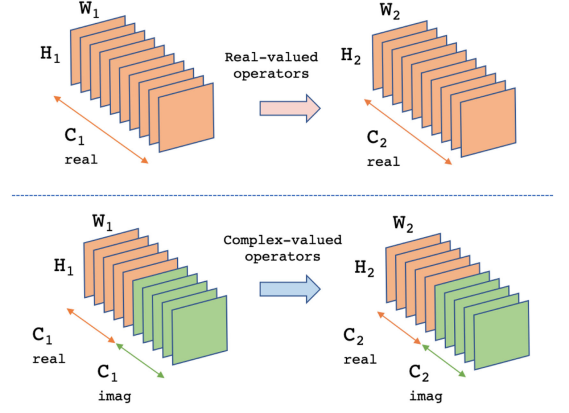 W1
H1
Real-valued
operators
C1
real
W2
H2
C2
real
W1
H1
Complex-valued
operators
C1
real
C1
imag
W2
H2
C2
real
C2
imag